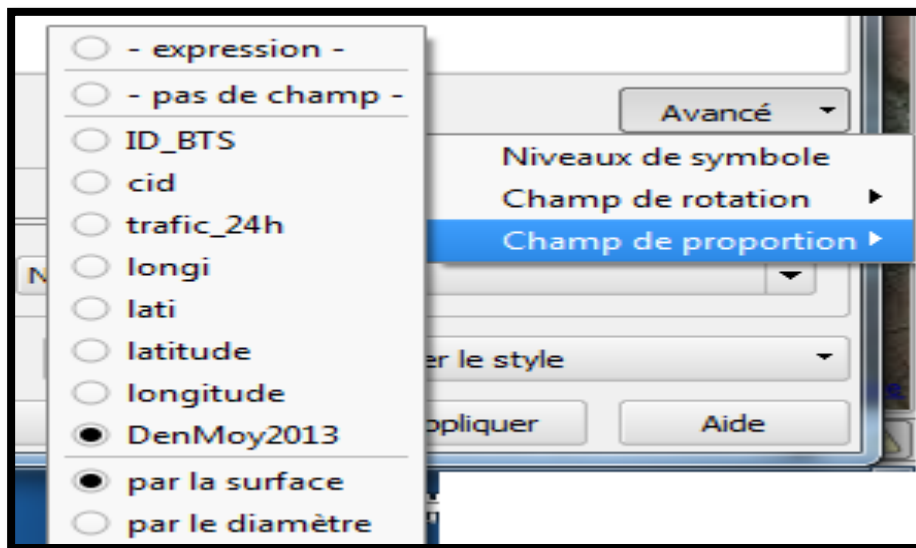 - expression -
- pas de champ -
ID_BTS
cid
trafic_24h
longi
lati
latitude
longitude
DenMoy2013
par la surface
par le diamètre
Avancé
Niveaux de symbole
Champ de rotation
Champ de proportion
N
er le style
ppliquer
Aide